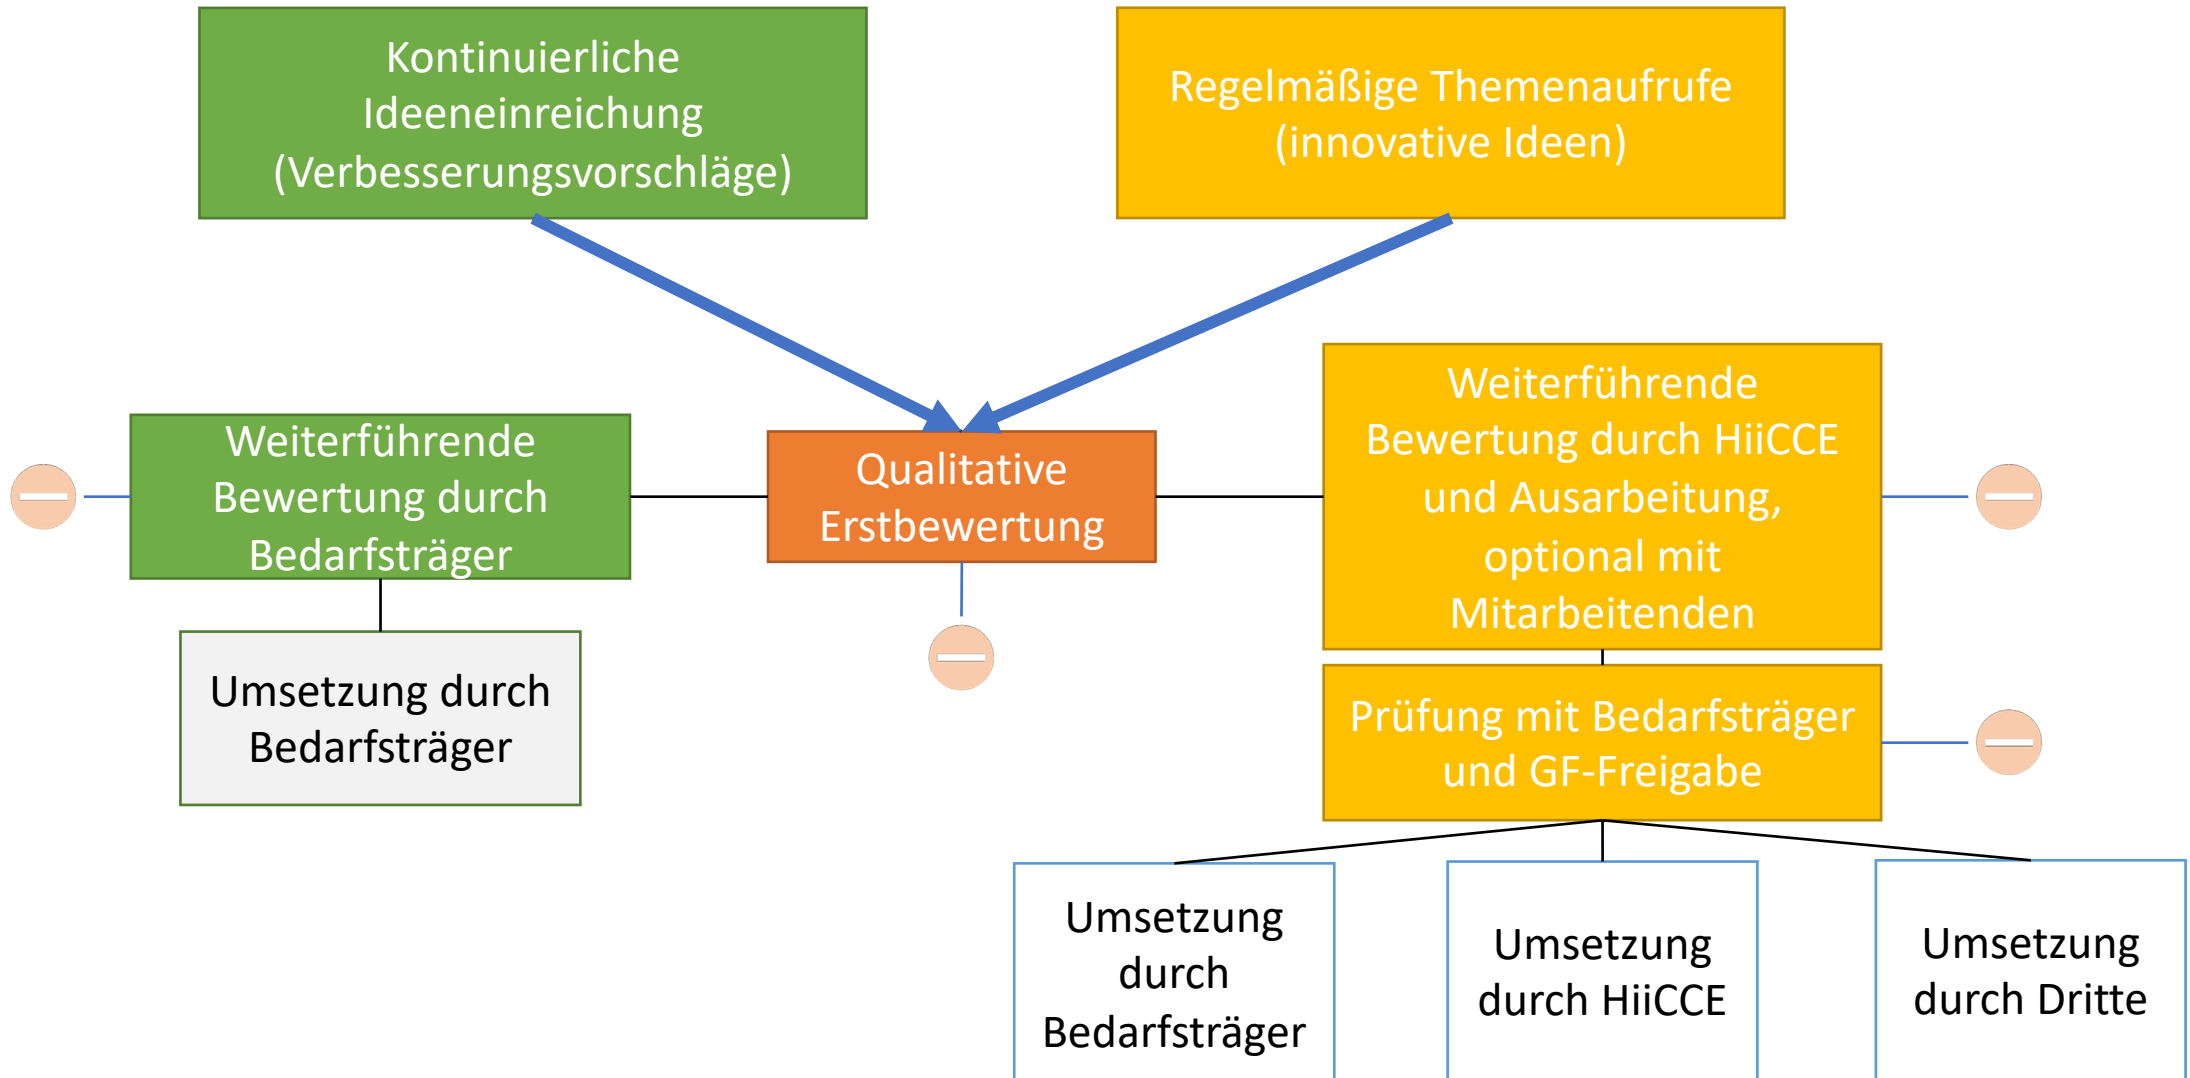 Kontinuierliche
Ideeneinreichung
(Verbesserungsvorschläge)
Regelmäßige Themenaufrufe
(innovative Ideen)
Weiterführende
Bewertung durch
Bedarfsträger
Qualitative
Erstbewertung
Weiterführende
Bewertung durch HiiCCE
und Ausarbeitung,
optional mit
Mitarbeitenden
Umsetzung durch
Bedarfsträger
Prüfung mit Bedarfsträger
und GF-Freigabe
Umsetzung
durch
Bedarfsträger
Umsetzung
durch HiiCCE
Umsetzung
durch Dritte